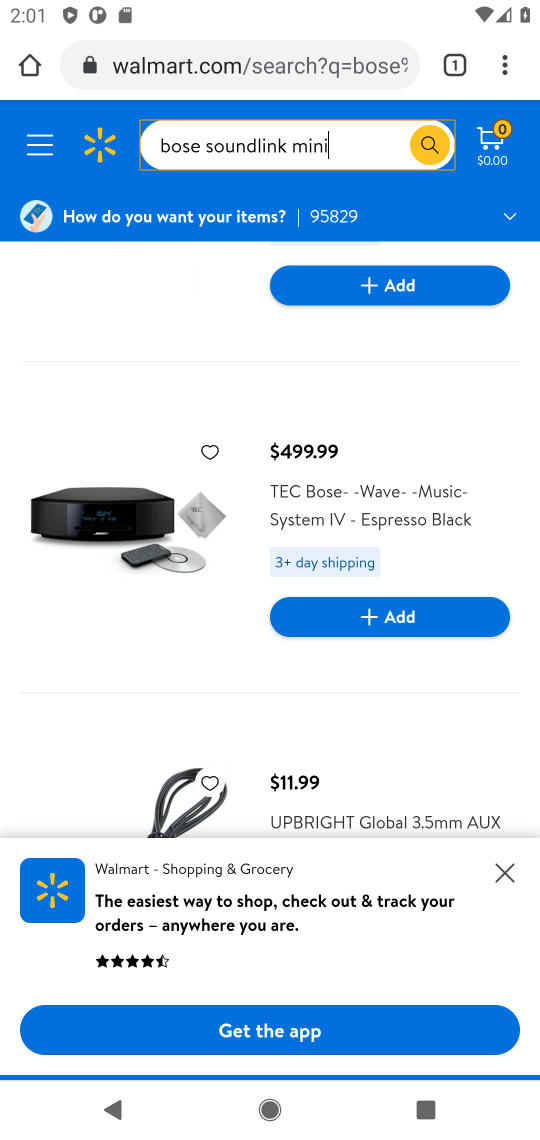 2:01
walmart.com/search?q=bose%
1
bose soundlink mini
0
$0.00
How do you want your items? | 95829
+ Add
$499.99
TEC Bose- -Wave- -Music-
System IV - Espresso Black
3+ day shipping
+ Add
$11.99
UPBRIGHT Global 3.5mm AUX
Walmart - Shopping & Grocery
The easiest way to shop, check out & track your
orders – anywhere you are.
Get the app